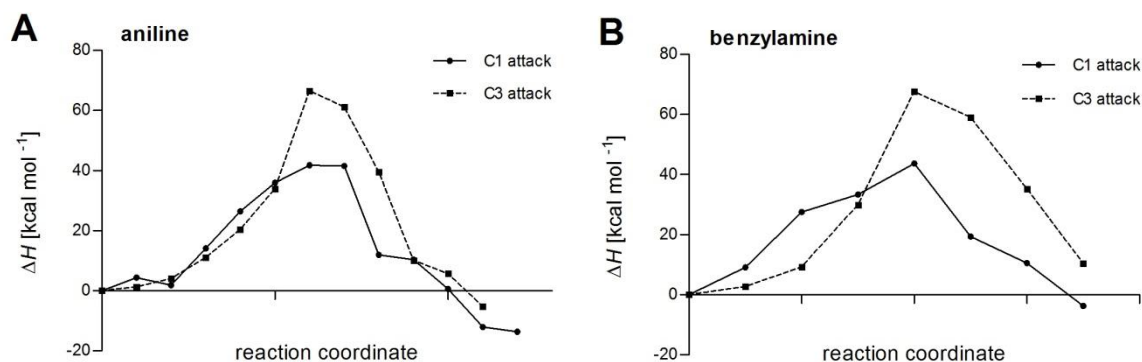 A
aniline
C1 attack
C3 attack
80
60
40
20
0
-20
ΔH [kcal mol -1]
reaction coordinate
B
benzylamine
C1 attack
C3 attack
80
60
40
20
0
-20
ΔH [kcal mol -1]
reaction coordinate